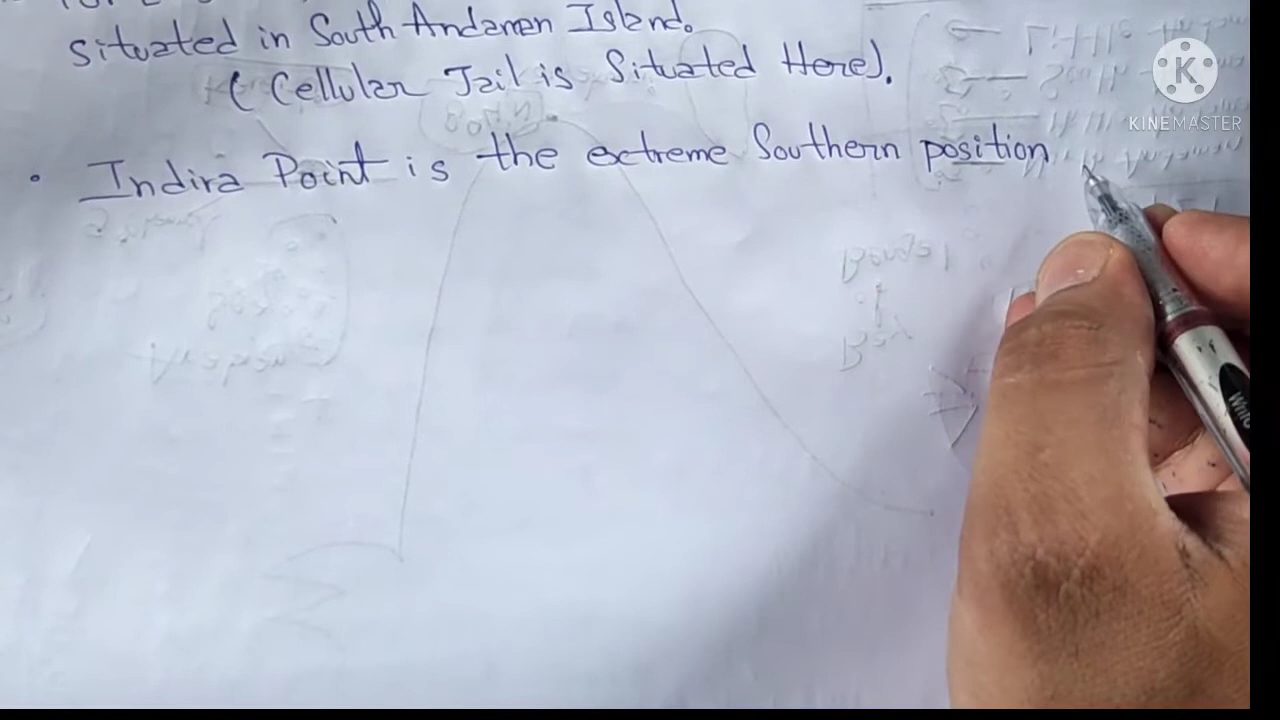 situated in South Andaman Island.
( Cellular Jail is Situated Here).
K
KINEMASTER
• Indira Point is the extreme Southern position